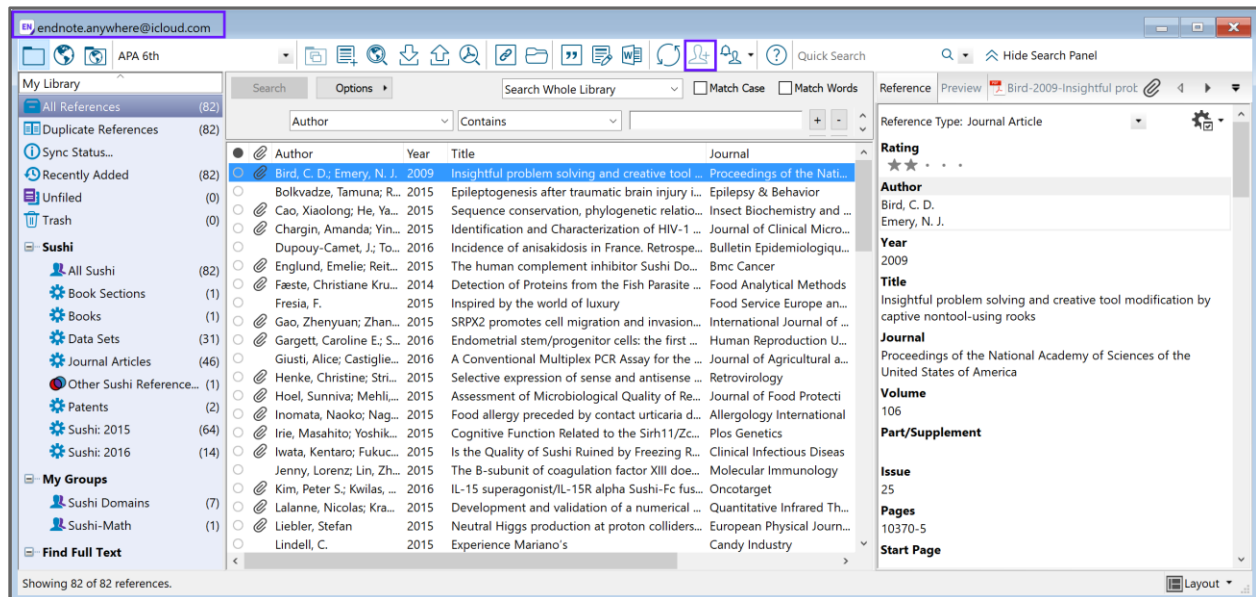 EN endnote.anywhere@icloud.com
APA 6th Quick Search Hide Search Panel
My Library
All References (82)
Duplicate References (82)
Sync Status...
Recently Added (82)
Unfiled (0)
Trash (0)
Sushi
All Sushi (82)
Book Sections (1)
Books (1)
Data Sets (31)
Journal Articles (46)
Other Sushi Reference... (1)
Patents (2)
Sushi: 2015 (64)
Sushi: 2016 (14)
My Groups
Sushi Domains (7)
Sushi-Math (1)
Find Full Text
Search Options Search Whole Library Match Case Match Words
Author Contains + -
Author Year Title Journal
Bird, C. D.; Emery, N. J. 2009 Insightful problem solving and creative tool ... Proceedings of the Nati...
Bolkvadze, Tamuna; R... 2015 Epileptogenesis after traumatic brain injury i... Epilepsy & Behavior
Cao, Xiaolong; He, Ya... 2015 Sequence conservation, phylogenetic relatio... Insect Biochemistry and ...
Chargin, Amanda; Yin... 2015 Identification and Characterization of HIV-1 ... Journal of Clinical Micro...
Dupouy-Camet, J.; To... 2016 Incidence of anisakidosis in France. Retrospe... Bulletin Epidemiologiqu...
Englund, Emelie; Reit... 2015 The human complement inhibitor Sushi Do... Bmc Cancer
Fæste, Christiane Kru... 2014 Detection of Proteins from the Fish Parasite ... Food Analytical Methods
Fresia, F. 2015 Inspired by the world of luxury Food Service Europe an...
Gao, Zhenyuan; Zhan... 2015 SRPX2 promotes cell migration and invasion... International Journal of ...
Gargett, Caroline E.; S... 2016 Endometrial stem/progenitor cells: the first ... Human Reproduction U...
Giusti, Alice; Castiglie... 2016 A Conventional Multiplex PCR Assay for the ... Journal of Agricultural a...
Henke, Christine; Stri... 2015 Selective expression of sense and antisense ... Retrovirology
Hoel, Sunniva; Mehli,... 2015 Assessment of Microbiological Quality of Re... Journal of Food Protecti
Inomata, Naoko; Nag... 2015 Food allergy preceded by contact urticaria d... Allergology International
Irie, Masahito; Yoshik... 2015 Cognitive Function Related to the Sirh11/Zc... Plos Genetics
Iwata, Kentaro; Fukuc... 2015 Is the Quality of Sushi Ruined by Freezing R... Clinical Infectious Diseas
Jenny, Lorenz; Lin, Zh... 2015 The B-subunit of coagulation factor XIII doe... Molecular Immunology
Kim, Peter S.; Kwilas, ... 2016 IL-15 superagonist/IL-15R alpha Sushi-Fc fus... Oncotarget
Lalanne, Nicolas; Kra... 2015 Development and validation of a numerical ... Quantitative Infrared Th...
Liebler, Stefan 2015 Neutral Higgs production at proton colliders... European Physical Journ...
Lindell, C. 2015 Experience Mariano's Candy Industry
Reference Preview Bird-2009-Insightful prob
Reference Type: Journal Article
Rating
Author
Bird, C. D.
Emery, N. J.
Year
2009
Title
Insightful problem solving and creative tool modification by
captive nontool-using rooks
Journal
Proceedings of the National Academy of Sciences of the
United States of America
Volume
106
Part/Supplement
Issue
25
Pages
10370-5
Start Page
Showing 82 of 82 references. Layout